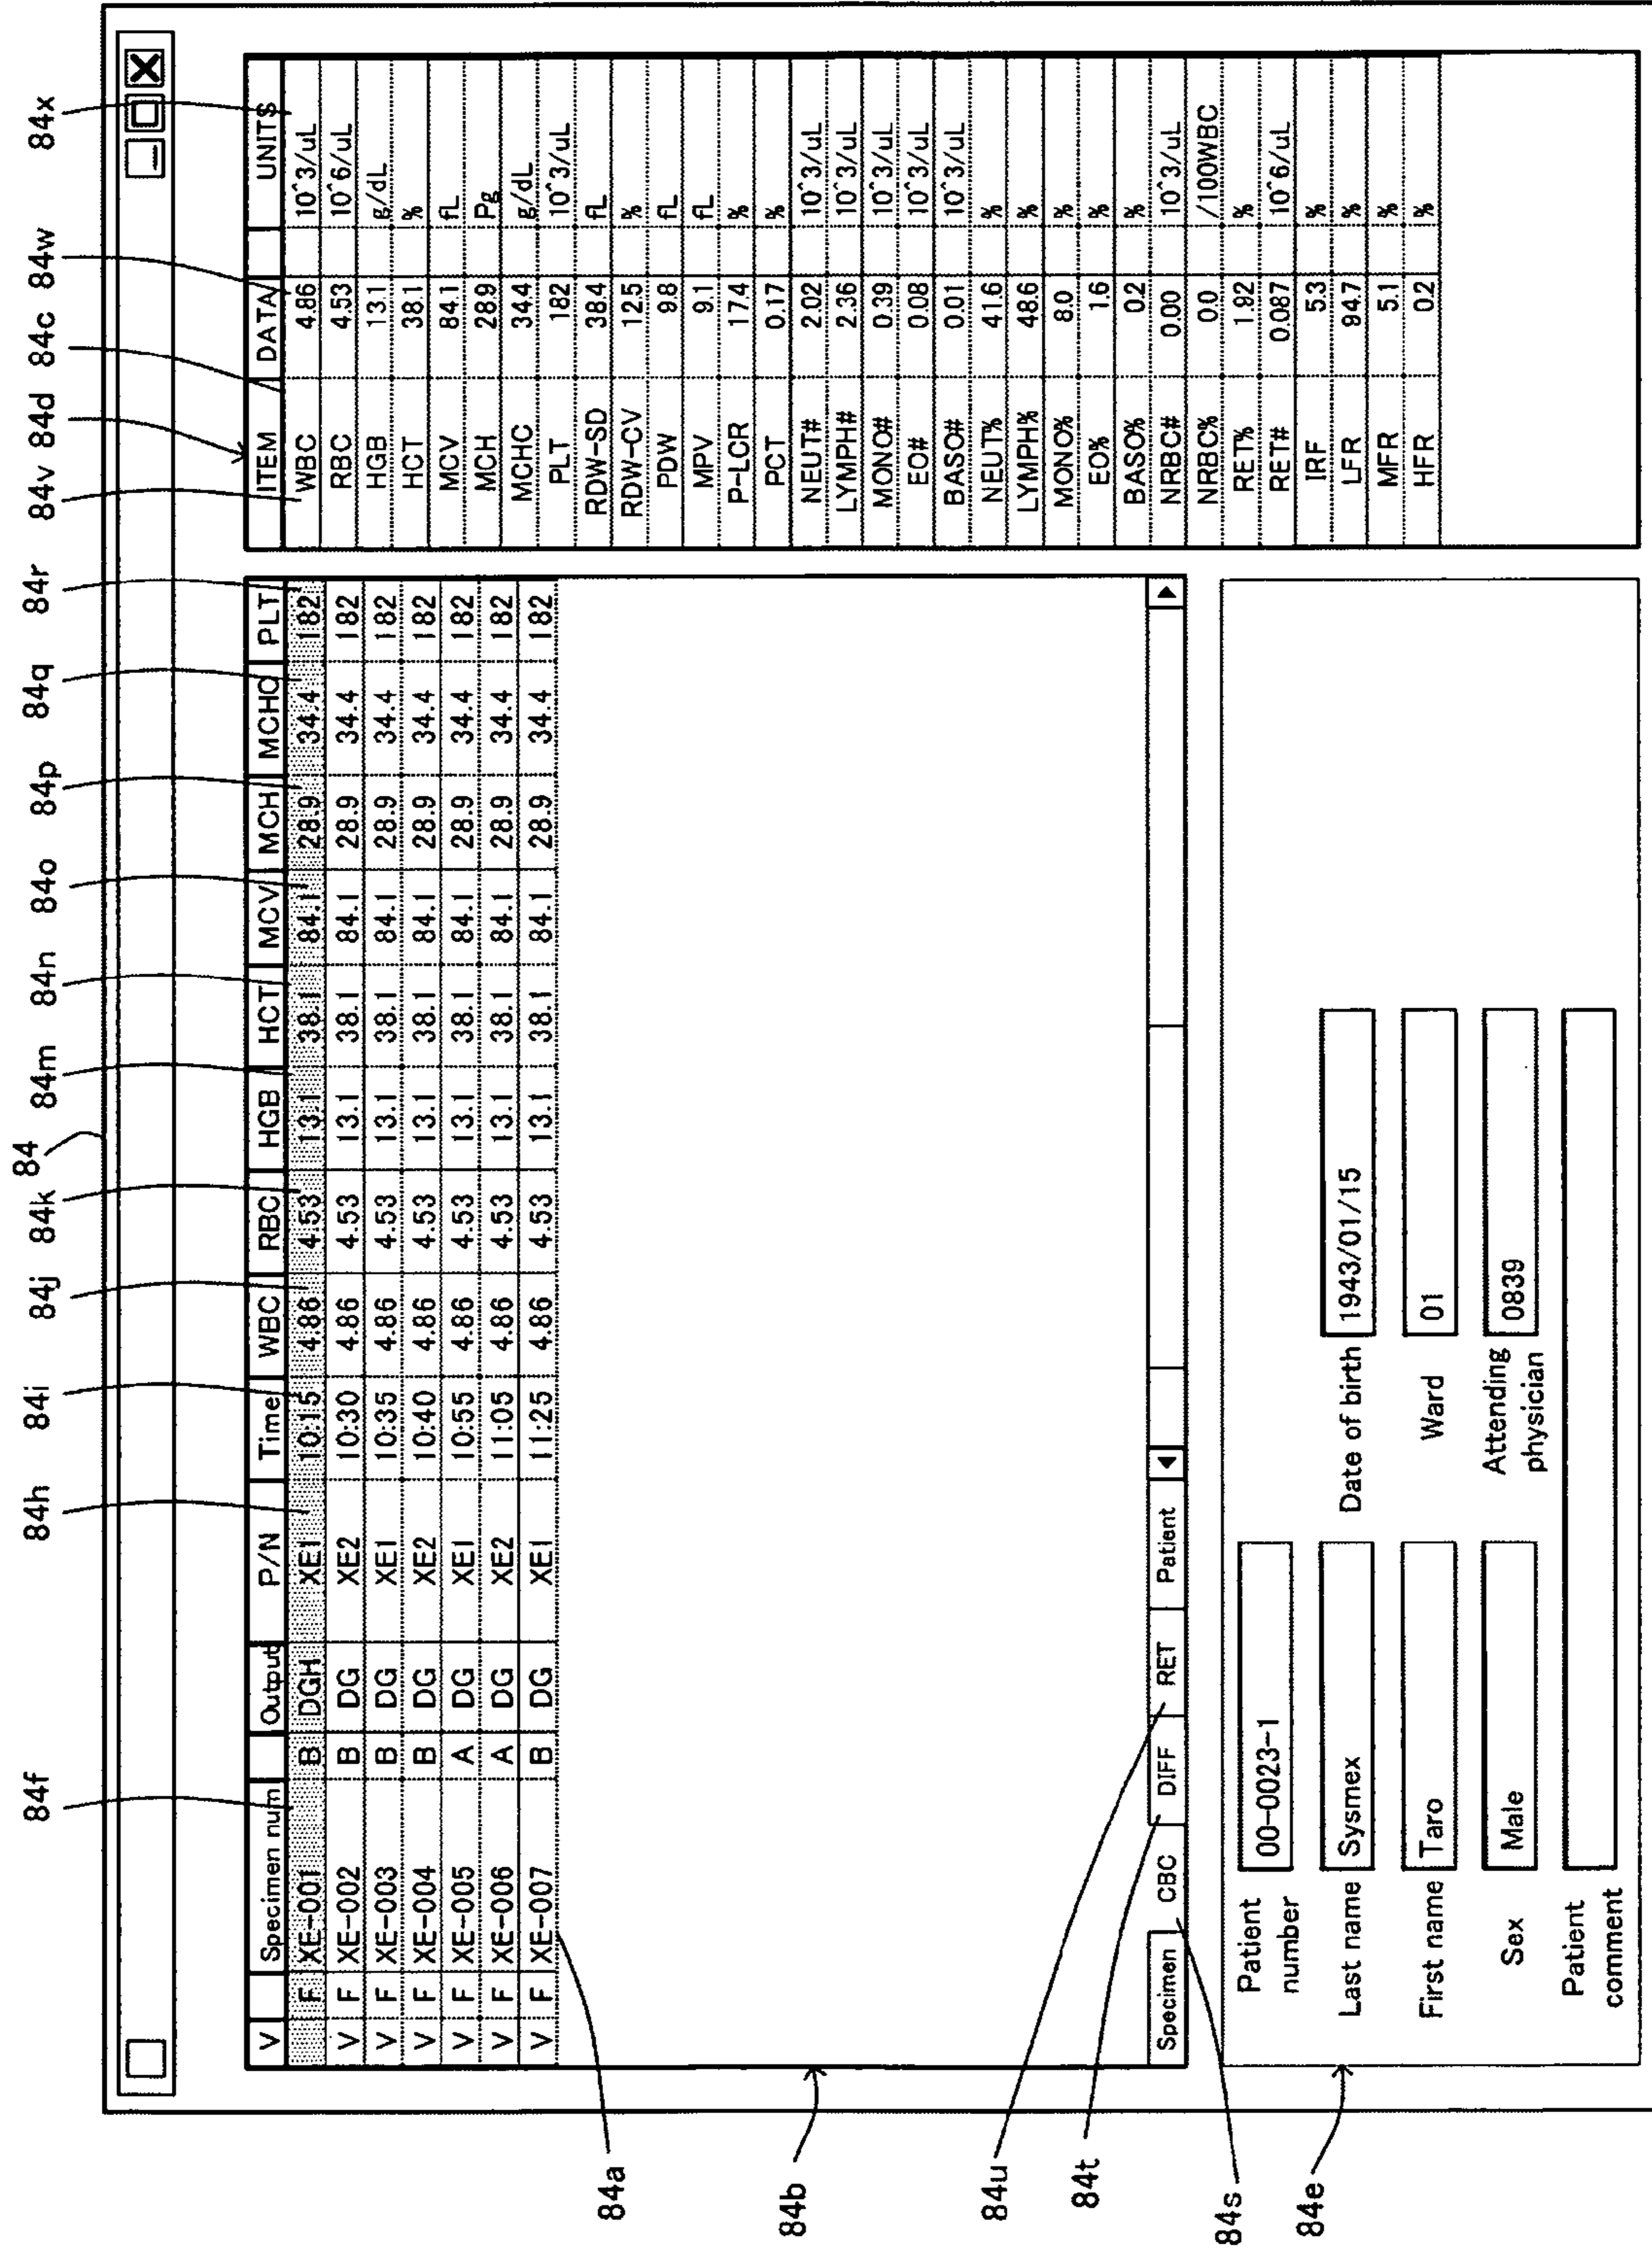 84f 84h 84i 84j 84k 84 84m 84n 84o 84p 84q 84r 84v 84d 84c 84w 84x
V Specimen num Output P/N Time WBC RBC HGB HCT MCV MCH MCHC PLT
F XE-001 B DGH XE1 10:15 4.86 4.53 13.1 38.1 84.1 28.9 34.4 182
V F XE-002 B DG XE2 10:30 4.86 4.53 13.1 38.1 84.1 28.9 34.4 182
V F XE-003 B DG XE1 10:35 4.86 4.53 13.1 38.1 84.1 28.9 34.4 182
V F XE-004 B DG XE2 10:40 4.86 4.53 13.1 38.1 84.1 28.9 34.4 182
V F XE-005 A DG XE1 10:55 4.86 4.53 13.1 38.1 84.1 28.9 34.4 182
V F XE-006 A DG XE2 11:05 4.86 4.53 13.1 38.1 84.1 28.9 34.4 182
V F XE-007 B DG XE1 11:25 4.86 4.53 13.1 38.1 84.1 28.9 34.4 182
Specimen CBC DIFF RET Patient
ITEM DATA UNITS
WBC 4.86 10^3/uL
RBC 4.53 10^6/uL
HGB 13.1 g/dL
HCT 38.1 %
MCV 84.1 fL
MCH 28.9 Pg
MCHC 34.4 g/dL
PLT 182 10^3/uL
RDW-SD 38.4 fL
RDW-CV 12.5 %
PDW 9.8 fL
MPV 9.1 fL
P-LCR 17.4 %
PCT 0.17 %
NEUT# 2.02 10^3/uL
LYMPH# 2.36 10^3/uL
MONO# 0.39 10^3/uL
EO# 0.08 10^3/uL
BASO# 0.01 10^3/uL
NEUT% 41.6 %
LYMPH% 48.6 %
MONO% 8.0 %
EO% 1.6 %
BASO% 0.2 %
NRBC# 0.00 10^3/uL
NRBC% 0.0 /100WBC
RET% 1.92 %
RET# 0.087 10^6/uL
IRF 5.3 %
LFR 94.7 %
MFR 5.1 %
HFR 0.2 %
Patient
number
00-0023-1
Last name Sysmex Date of birth 1943/01/15
First name Taro Ward 01
Sex Male Attending
physician
0839
Patient
comment
84a
84b
84u
84t
84s
84e